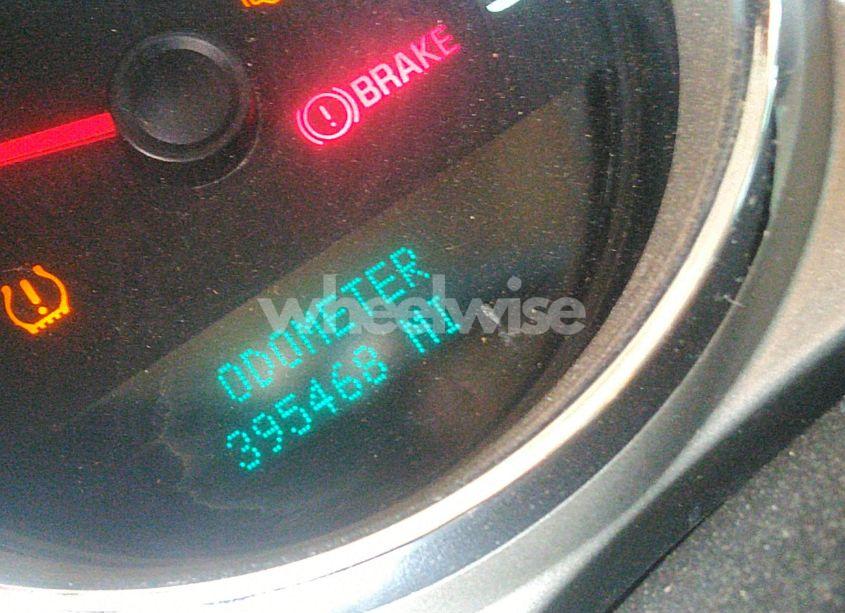 BRAKE
ODOMETER
395468 MI
wheelwise